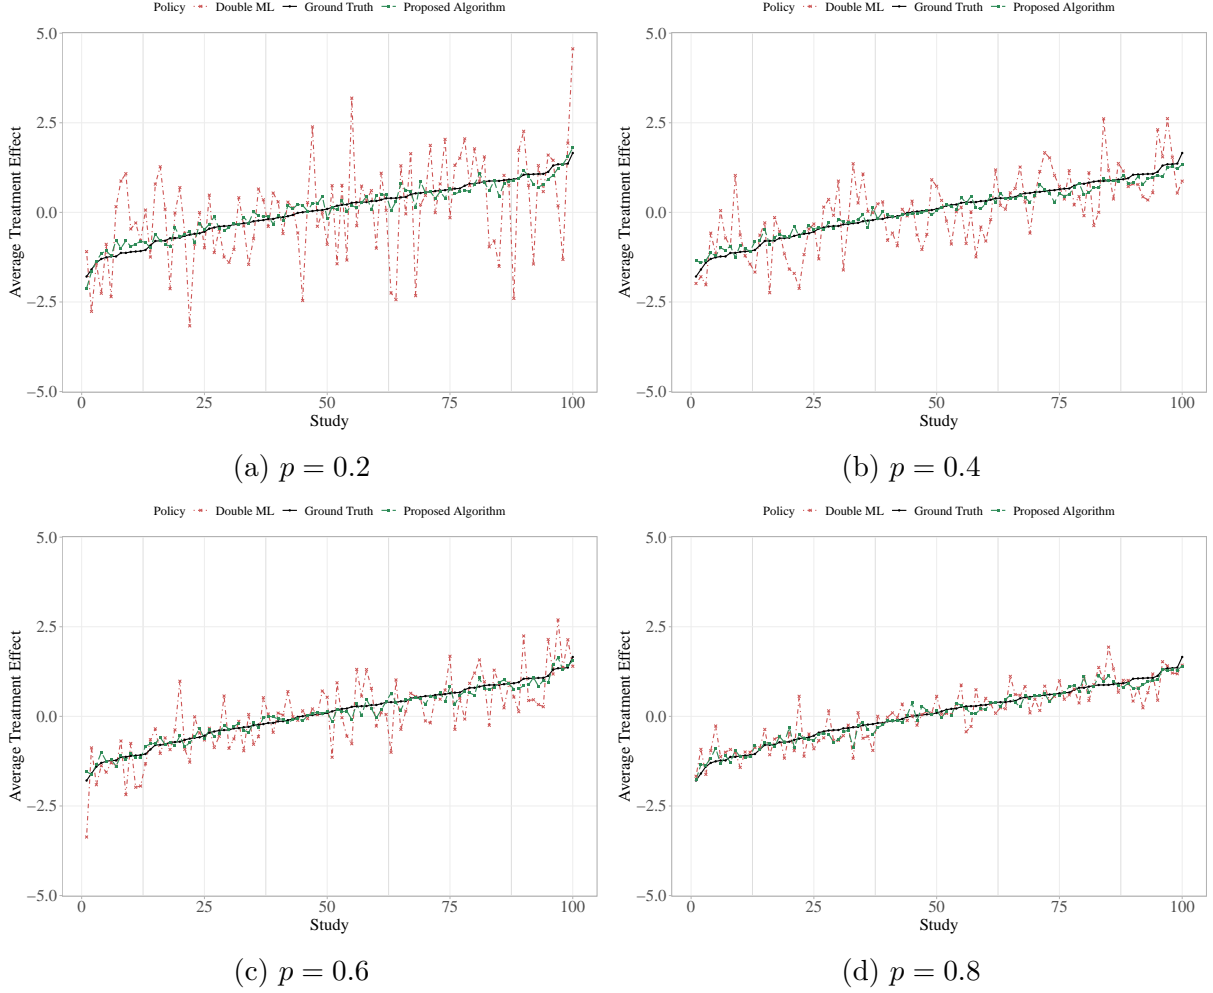 Policy Double ML Ground Truth Proposed Algorithm
5.0
2.5
0.0
−2.5
−5.0
Average Treatment Effect
0 25 50 75 100
Study
(a) p = 0.2
Policy Double ML Ground Truth Proposed Algorithm
5.0
2.5
0.0
−2.5
−5.0
Average Treatment Effect
0 25 50 75 100
Study
(b) p = 0.4
Policy Double ML Ground Truth Proposed Algorithm
5.0
2.5
0.0
−2.5
−5.0
Average Treatment Effect
0 25 50 75 100
Study
(c) p = 0.6
Policy Double ML Ground Truth Proposed Algorithm
5.0
2.5
0.0
−2.5
−5.0
Average Treatment Effect
0 25 50 75 100
Study
(d) p = 0.8